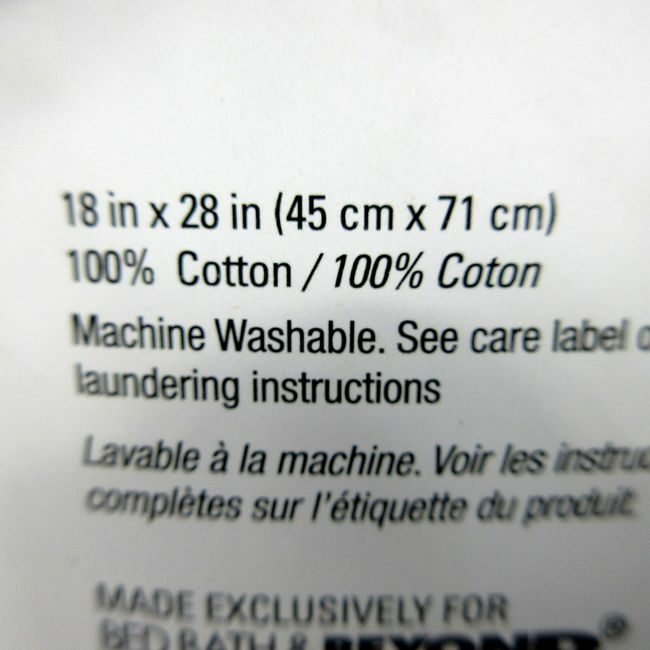 18 in x 28 in (45 cm x 71 cm)
100% Cotton / 100% Coton
Machine Washable. See care label
laundering instructions
Lavable à la machine. Voir les
complètes sur l'étiquette du produit
MADE EXCLUSIVELY FOR
BED BATH & BEYOND®